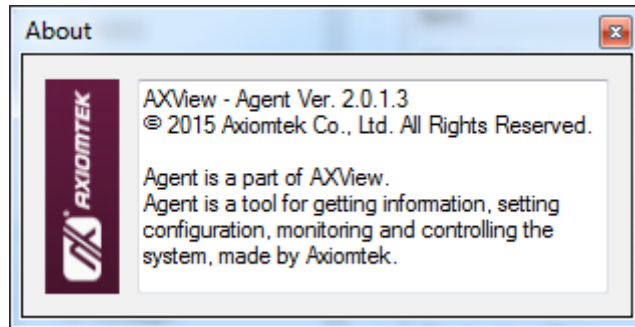 About
AXIOMTEK
AXView - Agent Ver. 2.0.1.3
© 2015 Axiomtek Co., Ltd. All Rights Reserved.
Agent is a part of AXView.
Agent is a tool for getting information, setting
configuration, monitoring and controlling the
system, made by Axiomtek.